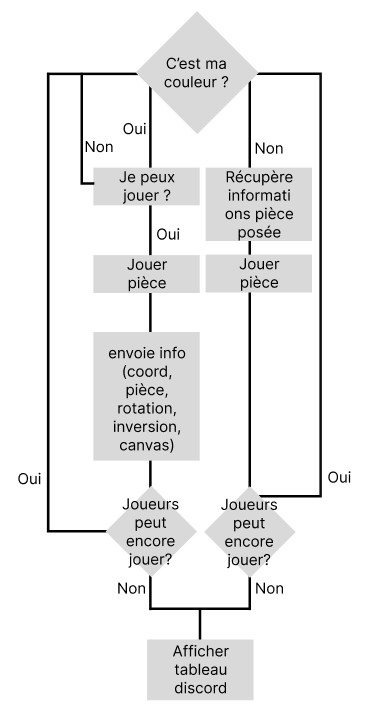 C'est ma
couleur ?
Oui
Non
Non
Je peux
jouer ?
Récupère
informati
ons pièce
posée
Oui
Jouer
pièce
Jouer
pièce
envoie info
(coord,
pièce,
rotation,
inversion,
canvas)
Oui
Oui
Joueurs
peut
encore
jouer?
Joueurs
peut
encore
jouer?
Non
Non
Afficher
tableau
discord